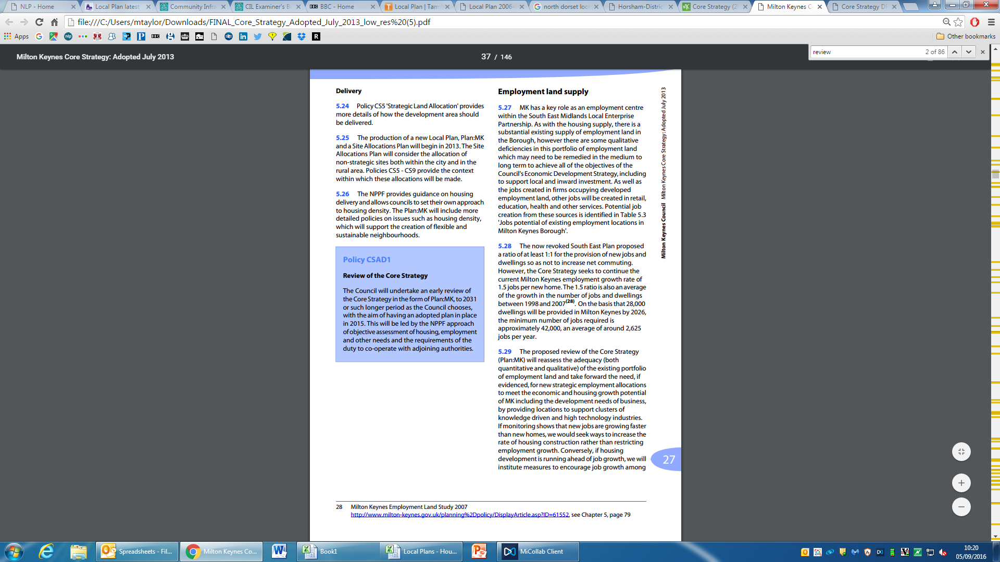 NLP - Home
Local Plan latest
Community Infra
CIL Examiner's B
BBC BBC - Home
Local Plan | Tam
Local Plan 2006-
north dorset loc
Horsham-Distric
Core Strategy (2
Milton Keynes C
Core Strategy D
file:///C:/Users/mtaylor/Downloads/FINAL_Core_Strategy_Adopted_July_2013_low_res%20(5).pdf
Apps
nlp
BBC
Other bookmarks
Milton Keynes Core Strategy: Adopted July 2013
37 / 146
review
2 of 86
Delivery
5.24 Policy CS5 'Strategic Land Allocation' provides
more details of how the development area should
be delivered.
5.25 The production of a new Local Plan, Plan:MK
and a Site Allocations Plan will begin in 2013. The Site
Allocations Plan will consider the allocation of
non-strategic sites both within the city and in the
rural area. Policies CS5 - CS9 provide the context
within which these allocations will be made.
5.26 The NPPF provides guidance on housing
delivery and allows councils to set their own approach
to housing density. The Plan:MK will include more
detailed policies on issues such as housing density,
which will support the creation of flexible and
sustainable neighbourhoods.
Policy CSAD1
Review of the Core Strategy
The Council will undertake an early review of
the Core Strategy in the form of Plan:MK, to 2031
or such longer period as the Council chooses,
with the aim of having an adopted plan in place
in 2015. This will be led by the NPPF approach
of objective assessment of housing, employment
and other needs and the requirements of the
duty to co-operate with adjoining authorities.
Employment land supply
5.27 MK has a key role as an employment centre
within the South East Midlands Local Enterprise
Partnership. As with the housing supply, there is a
substantial existing supply of employment land in
the Borough, however there are some qualitative
deficiencies in this portfolio of employment land
which may need to be remedied in the medium to
long term to achieve all of the objectives of the
Council's Economic Development Strategy, including
to support local and inward investment. As well as
the jobs created in firms occupying developed
employment land, other jobs will be created in retail,
education, health and other services. Potential job
creation from these sources is identified in Table 5.3
'Jobs potential of existing employment locations in
Milton Keynes Borough'.
5.28 The now revoked South East Plan proposed
a ratio of at least 1:1 for the provision of new jobs and
dwellings so as not to increase net commuting.
However, the Core Strategy seeks to continue the
current Milton Keynes employment growth rate of
1.5 jobs per new home. The 1.5 ratio is also an average
of the growth in the number of jobs and dwellings
between 1998 and 2007(28). On the basis that 28,000
dwellings will be provided in Milton Keynes by 2026,
the minimum number of jobs required is
approximately 42,000, an average of around 2,625
jobs per year.
5.29 The proposed review of the Core Strategy
(Plan:MK) will reassess the adequacy (both
quantitative and qualitative) of the existing portfolio
of employment land and take forward the need, if
evidenced, for new strategic employment allocations
to meet the economic and housing growth potential
of MK including the development needs of business,
by providing locations to support clusters of
knowledge driven and high technology industries.
If monitoring shows that new jobs are growing faster
than new homes, we would seek ways to increase the
rate of housing construction rather than restricting
employment growth. Conversely, if housing
development is running ahead of job growth, we will
institute measures to encourage job growth among
Milton Keynes Council Milton Keynes Core Strategy: Adopted July 2013
27
28 Milton Keynes Employment Land Study 2007
http://www.milton-keynes.gov.uk/planning%2Dpolicy/DisplayArticle.asp?ID=61552, see Chapter 5, page 79
Spreadsheets - Fil...
Milton Keynes Co...
Book1
Local Plans - Hou...
MiCollab Client
10:20
05/09/2016